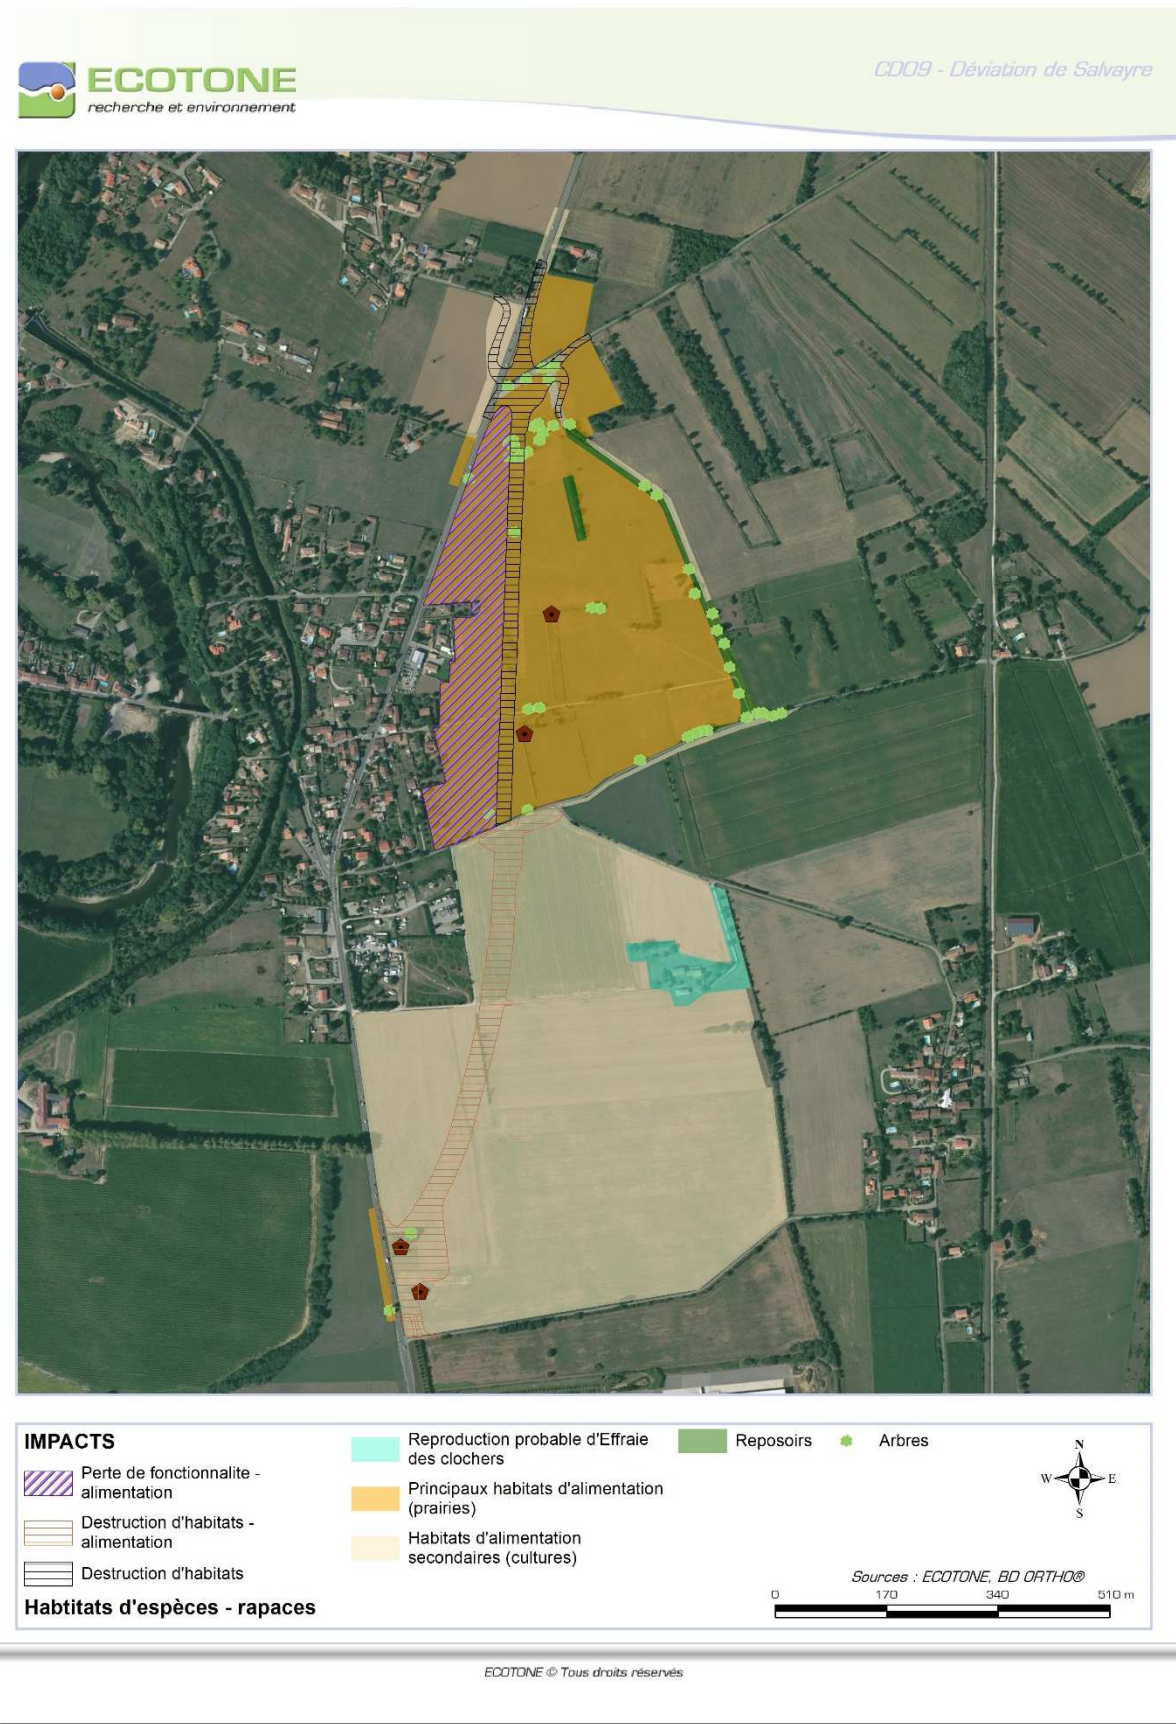 ECOTONE
recherche et environnement
CD09 - Déviation de Salvayre
IMPACTS
Perte de fonctionnalite -
alimentation
Destruction d'habitats -
alimentation
Destruction d'habitats
Habtitats d'espèces - rapaces
Reproduction probable d'Effraie
des clochers
Principaux habitats d'alimentation
(prairies)
Habitats d'alimentation
secondaires (cultures)
Reposoirs
Arbres
N
W E
S
Sources : ECOTONE, BD ORTHO®
0 170 340 510 m
ECOTONE © Tous droits réservés